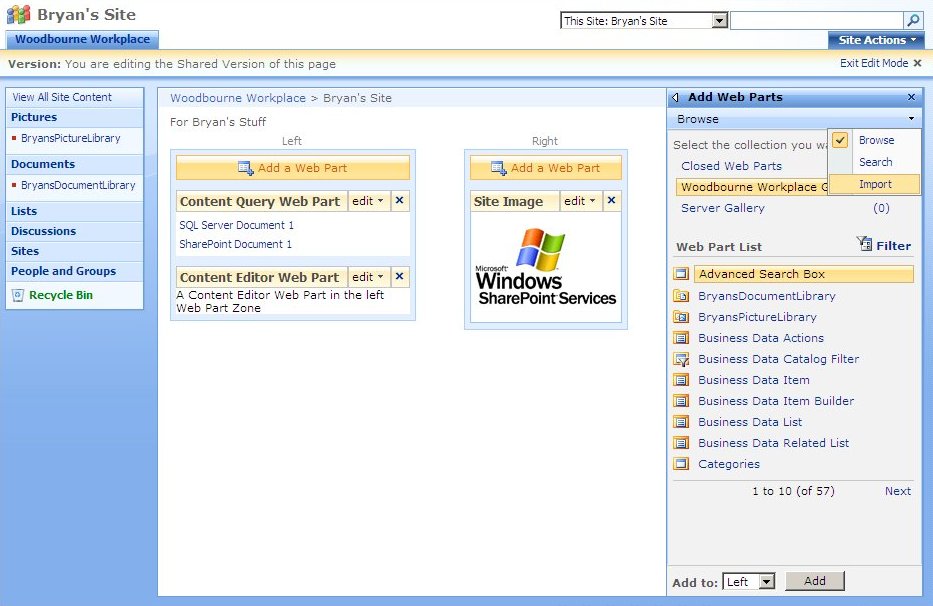 Bryan's Site
This Site: Bryan's Site
Woodbourne Workplace
Site Actions
Version: You are editing the Shared Version of this page
Exit Edit Mode
View All Site Content
Pictures
BryansPictureLibrary
Documents
BryansDocumentLibrary
Lists
Discussions
Sites
People and Groups
Recycle Bin
Woodbourne Workplace > Bryan's Site
For Bryan's Stuff
Left
Add a Web Part
Content Query Web Part edit
SQL Server Document 1
SharePoint Document 1
Content Editor Web Part edit
A Content Editor Web Part in the left
Web Part Zone
Right
Add a Web Part
Site Image edit
Microsoft
Windows
SharePoint Services
Add Web Parts
Browse
Select the collection you
Browse
Search
Import
Closed Web Parts
Woodbourne Workplace
Server Gallery (0)
Web Part List
Filter
Advanced Search Box
BryansDocumentLibrary
BryansPictureLibrary
Business Data Actions
Business Data Catalog Filter
Business Data Item
Business Data Item Builder
Business Data List
Business Data Related List
Categories
1 to 10 (of 57) Next
Add to: Left Add